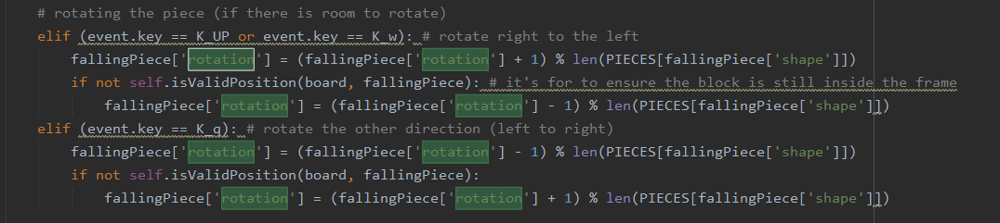 # rotating the piece (if there is room to rotate)
elif (event.key == K_UP or event.key == K_w): # rotate right to the left
    fallingPiece['rotation'] = (fallingPiece['rotation'] + 1) % len(PIECES[fallingPiece['shape']])
    if not self.isValidPosition(board, fallingPiece): # it's for to ensure the block is still inside the frame
        fallingPiece['rotation'] = (fallingPiece['rotation'] - 1) % len(PIECES[fallingPiece['shape']])
elif (event.key == K_q): # rotate the other direction (left to right)
    fallingPiece['rotation'] = (fallingPiece['rotation'] - 1) % len(PIECES[fallingPiece['shape']])
    if not self.isValidPosition(board, fallingPiece):
        fallingPiece['rotation'] = (fallingPiece['rotation'] + 1) % len(PIECES[fallingPiece['shape']])